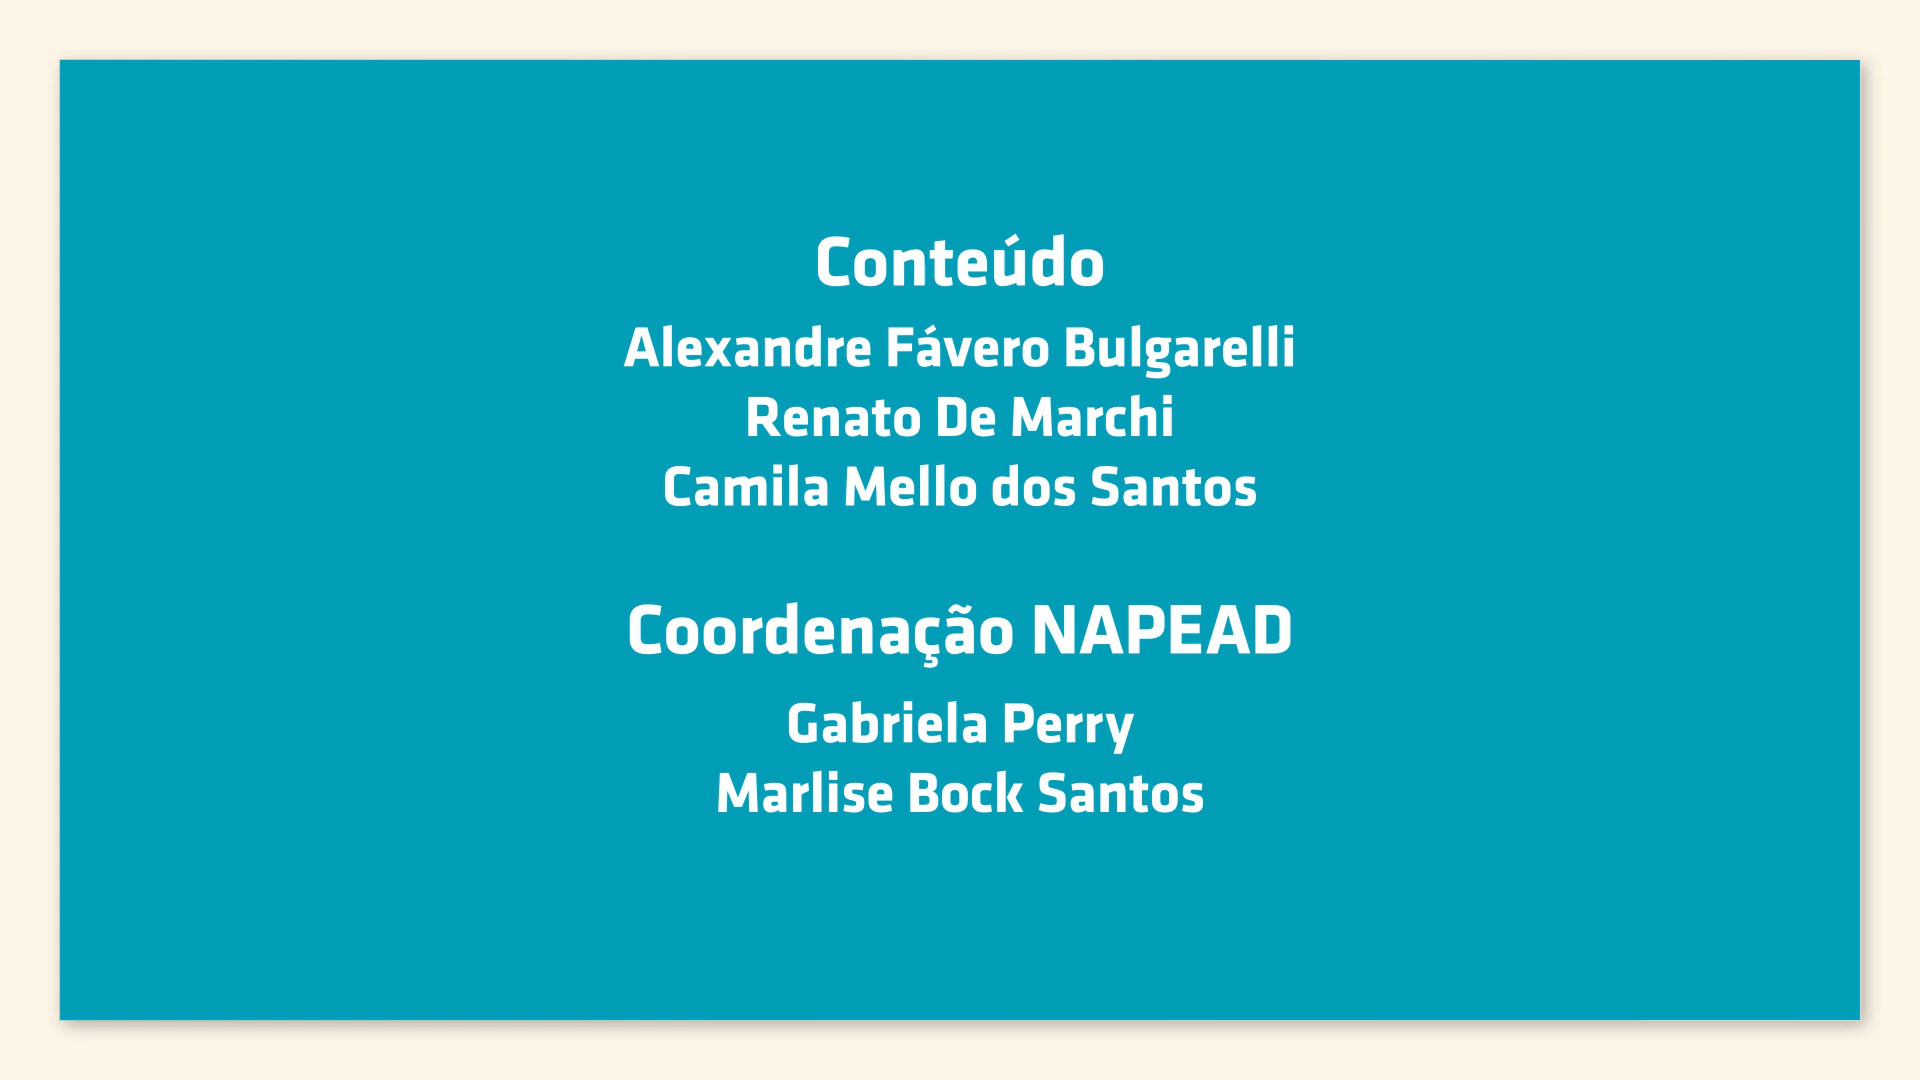 Conteúdo
Alexandre Fávero Bulgarelli
Renato De Marchi
Camila Mello dos Santos
Coordenação NAPEAD
Gabriela Perry
Marlise Bock Santos